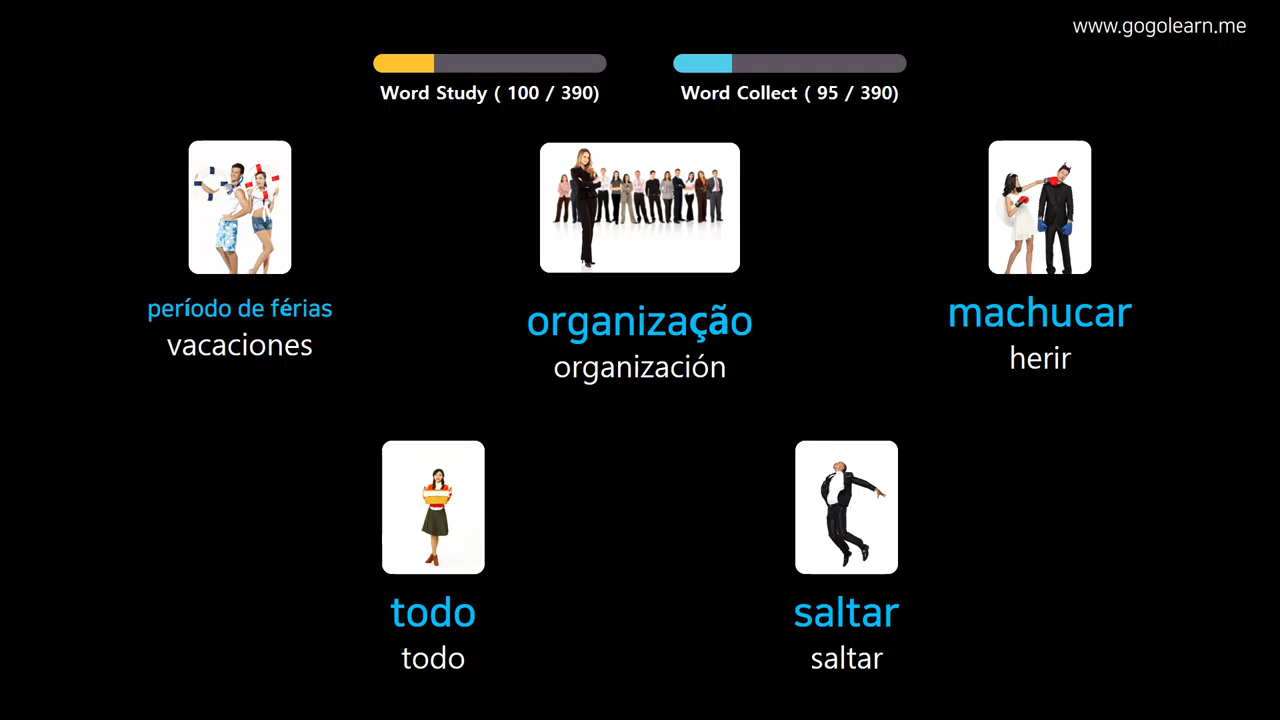 www.gogolearn.me
Word Study ( 100 / 390)
Word Collect ( 95 / 390)
período de férias
vacaciones
organização
organización
machucar
herir
todo
todo
saltar
saltar